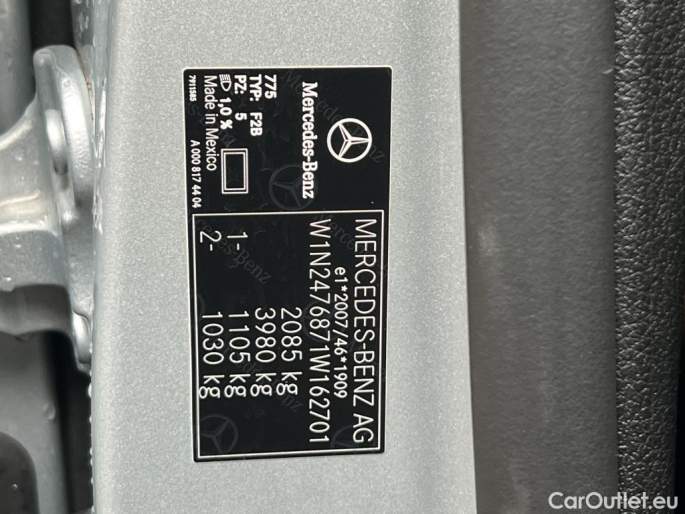 Mercedes-Benz
775
TYP: F2B
PZ: 5
1,0 %
Made in Mexico
7911585
A 000 817 44 04
MERCEDES-BENZ AG
e1*2007/46*1909
W1N2476871W162701
2085 kg
3980 kg
1- 1105 kg
2- 1030 kg
CarOutlet.eu